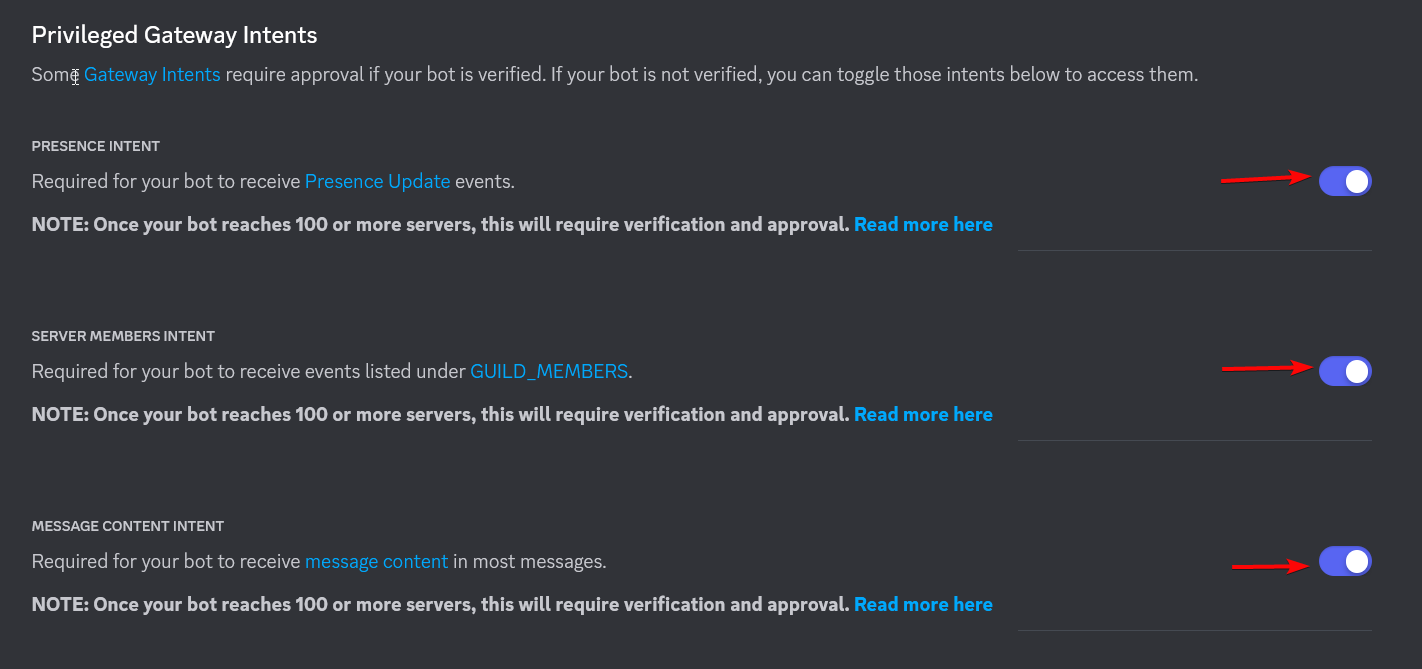 Privileged Gateway Intents
Some Gateway Intents require approval if your bot is verified. If your bot is not verified, you can toggle those intents below to access them.
PRESENCE INTENT
Required for your bot to receive Presence Update events.
NOTE: Once your bot reaches 100 or more servers, this will require verification and approval. Read more here
SERVER MEMBERS INTENT
Required for your bot to receive events listed under GUILD_MEMBERS.
NOTE: Once your bot reaches 100 or more servers, this will require verification and approval. Read more here
MESSAGE CONTENT INTENT
Required for your bot to receive message content in most messages.
NOTE: Once your bot reaches 100 or more servers, this will require verification and approval. Read more here